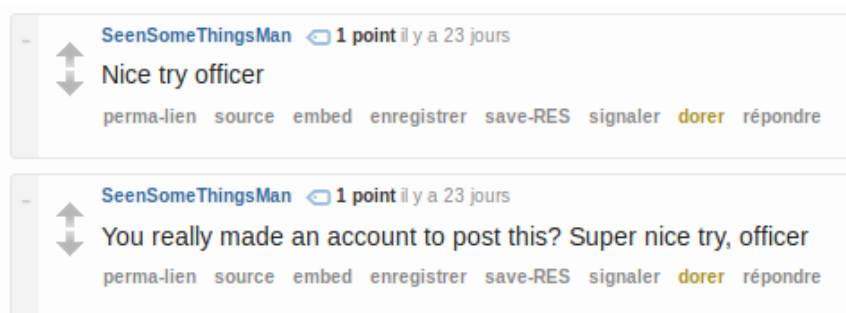 SeenSomeThingsMan 1 point il y a 23 jours
Nice try officer
perma-lien source embed enregistrer save-RES signaler dorer répondre
SeenSomeThingsMan 1 point il y a 23 jours
You really made an account to post this? Super nice try, officer
perma-lien source embed enregistrer save-RES signaler dorer répondre